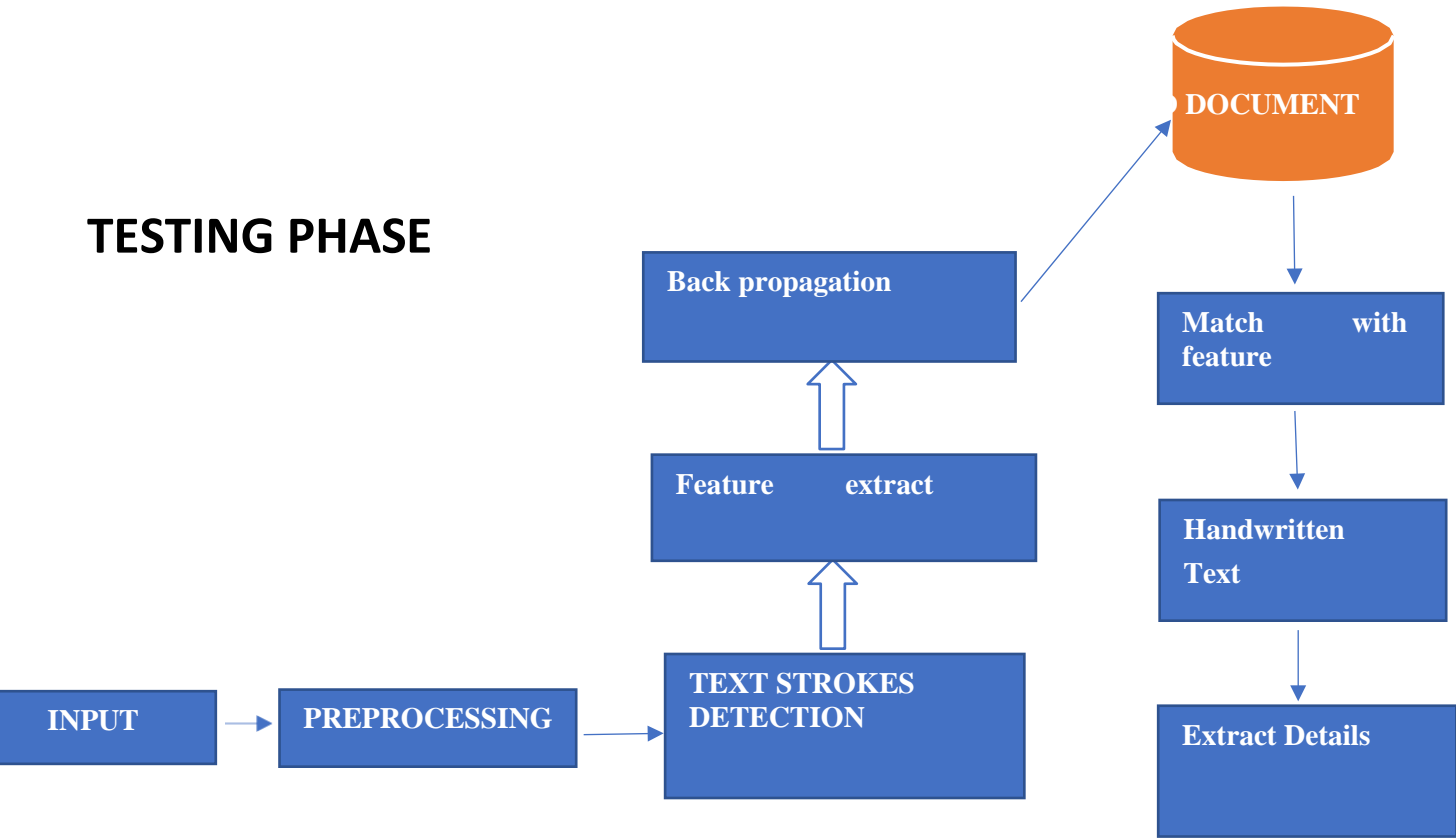 TESTING PHASE
INPUT
PREPROCESSING
TEXT STROKES
DETECTION
Feature extract
Back propagation
DOCUMENT
Match with
feature
Handwritten
Text
Extract Details